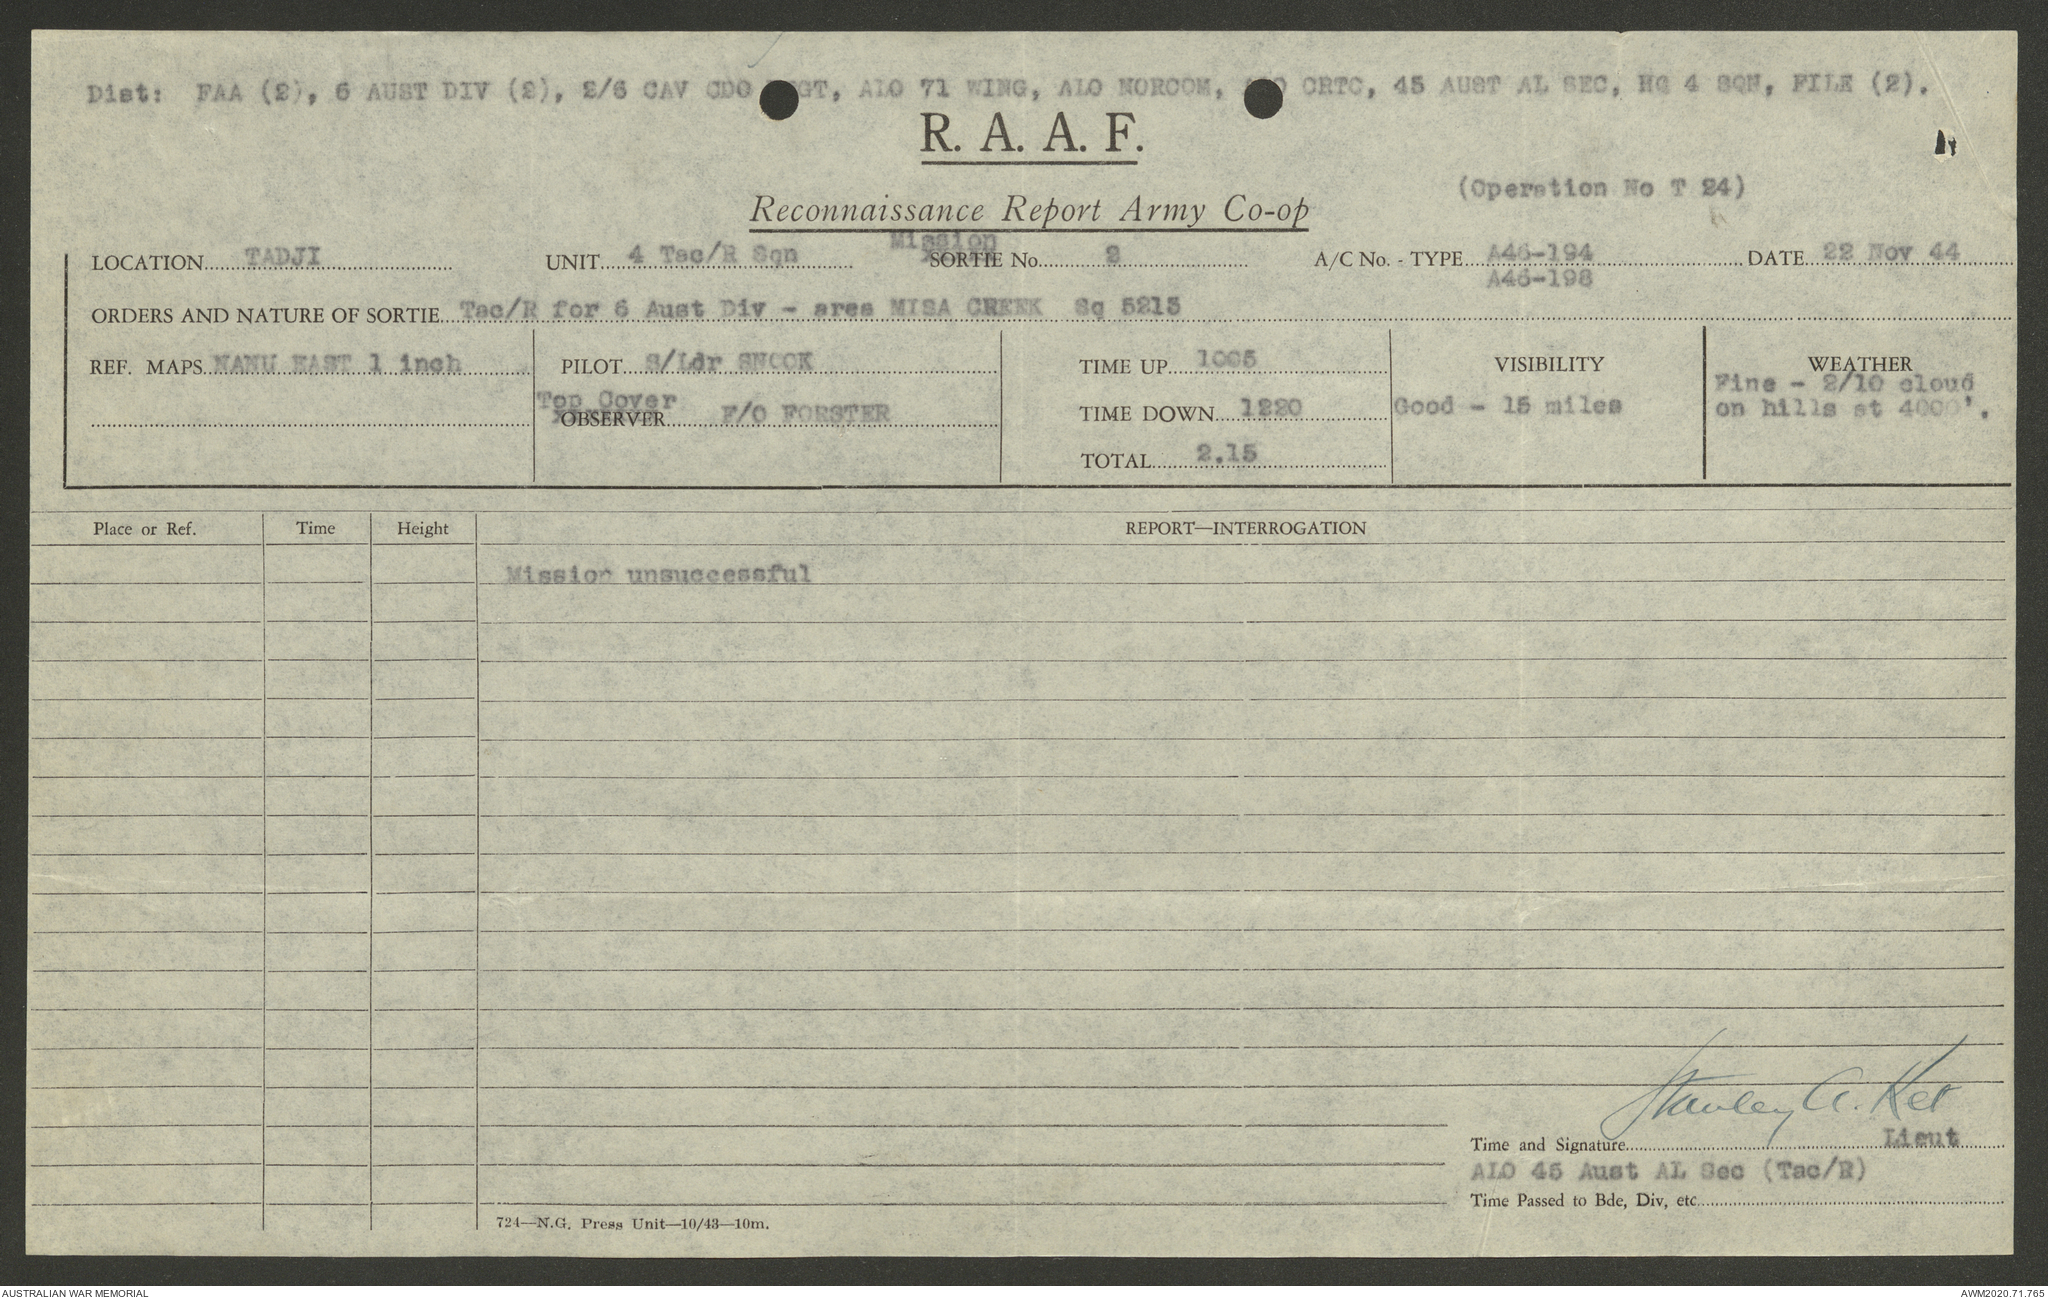 Dist: FAA (2), 6 AUST DIV (2), 2/6 CAV CDO GT, ALO 71 WING, ALO NORCOM, O CRTC, 45 AUST AL SEC, HQ 4 SQN, FILE (2).
R. A. A. F.
(Operation No T 24)
Reconnaissance Report Army Co-op
Mission
LOCATION TADJI UNIT 4 Tac/R Sqn SORTIE No. 2 A/C No. - TYPE A46-194 DATE 22 Nov 44
A46-198
ORDERS AND NATURE OF SORTIE Tac/R for 6 Aust Div - area MISA CREEK Sq 5215
REF. MAPS NANU EAST 1 inch PILOT S/Ldr SNOOK TIME UP 1005 VISIBILITY WEATHER
Fine - 2/10 cloud
Top Cover
OBSERVER F/O FORSTER TIME DOWN 1220 Good - 15 miles on hills at 4000'.
TOTAL 2.15
Place or Ref. Time Height REPORT—INTERROGATION
Mission unsuccessful
Stanley A. Ket
Time and Signature Lieut
ALO 45 Aust AL Sec (Tac/R)
Time Passed to Bde, Div, etc
724—N.G. Press Unit—10/43—10m.
AUSTRALIAN WAR MEMORIAL AWM2020.71.765